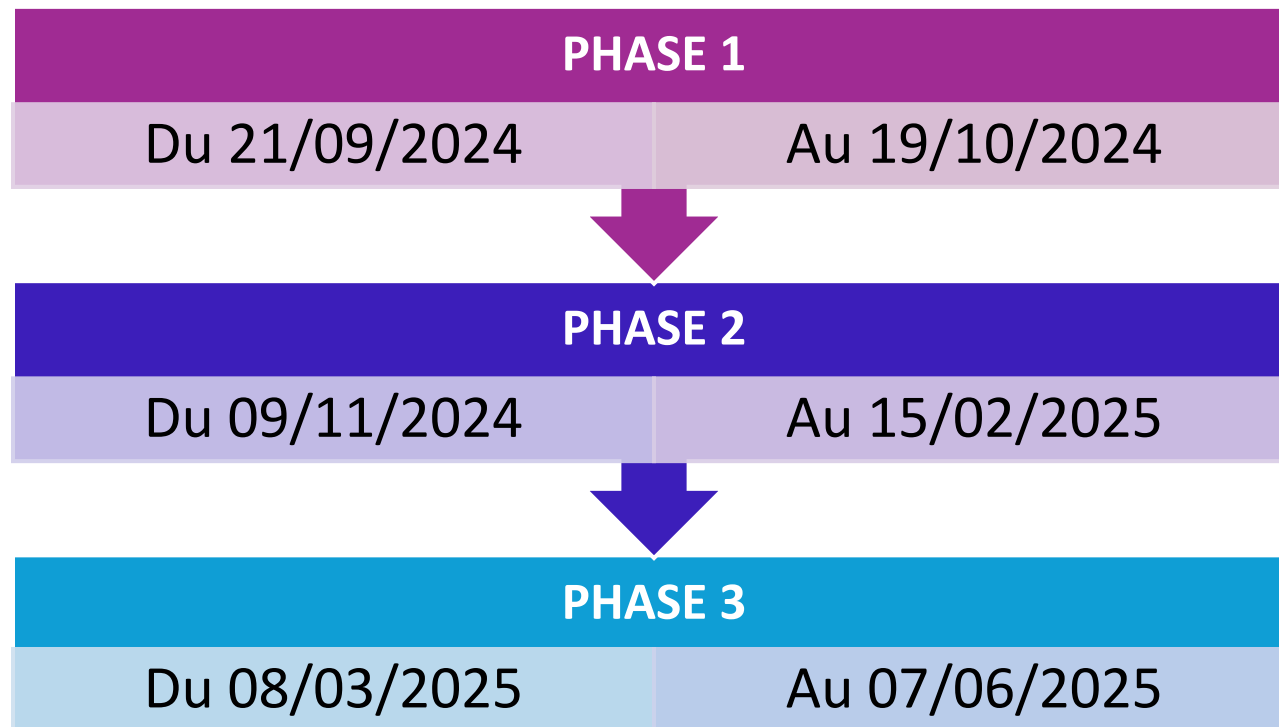 PHASE 1
Du 21/09/2024 Au 19/10/2024
PHASE 2
Du 09/11/2024 Au 15/02/2025
PHASE 3
Du 08/03/2025 Au 07/06/2025